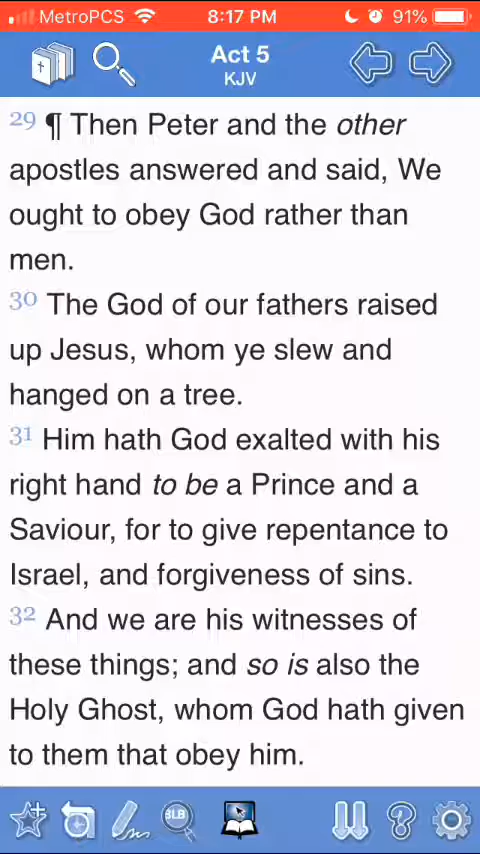 MetroPCS 8:17 PM 91%
Act 5
KJV
29 ¶ Then Peter and the other
apostles answered and said, We
ought to obey God rather than
men.
30 The God of our fathers raised
up Jesus, whom ye slew and
hanged on a tree.
31 Him hath God exalted with his
right hand to be a Prince and a
Saviour, for to give repentance to
Israel, and forgiveness of sins.
32 And we are his witnesses of
these things; and so is also the
Holy Ghost, whom God hath given
to them that obey him.
BLB